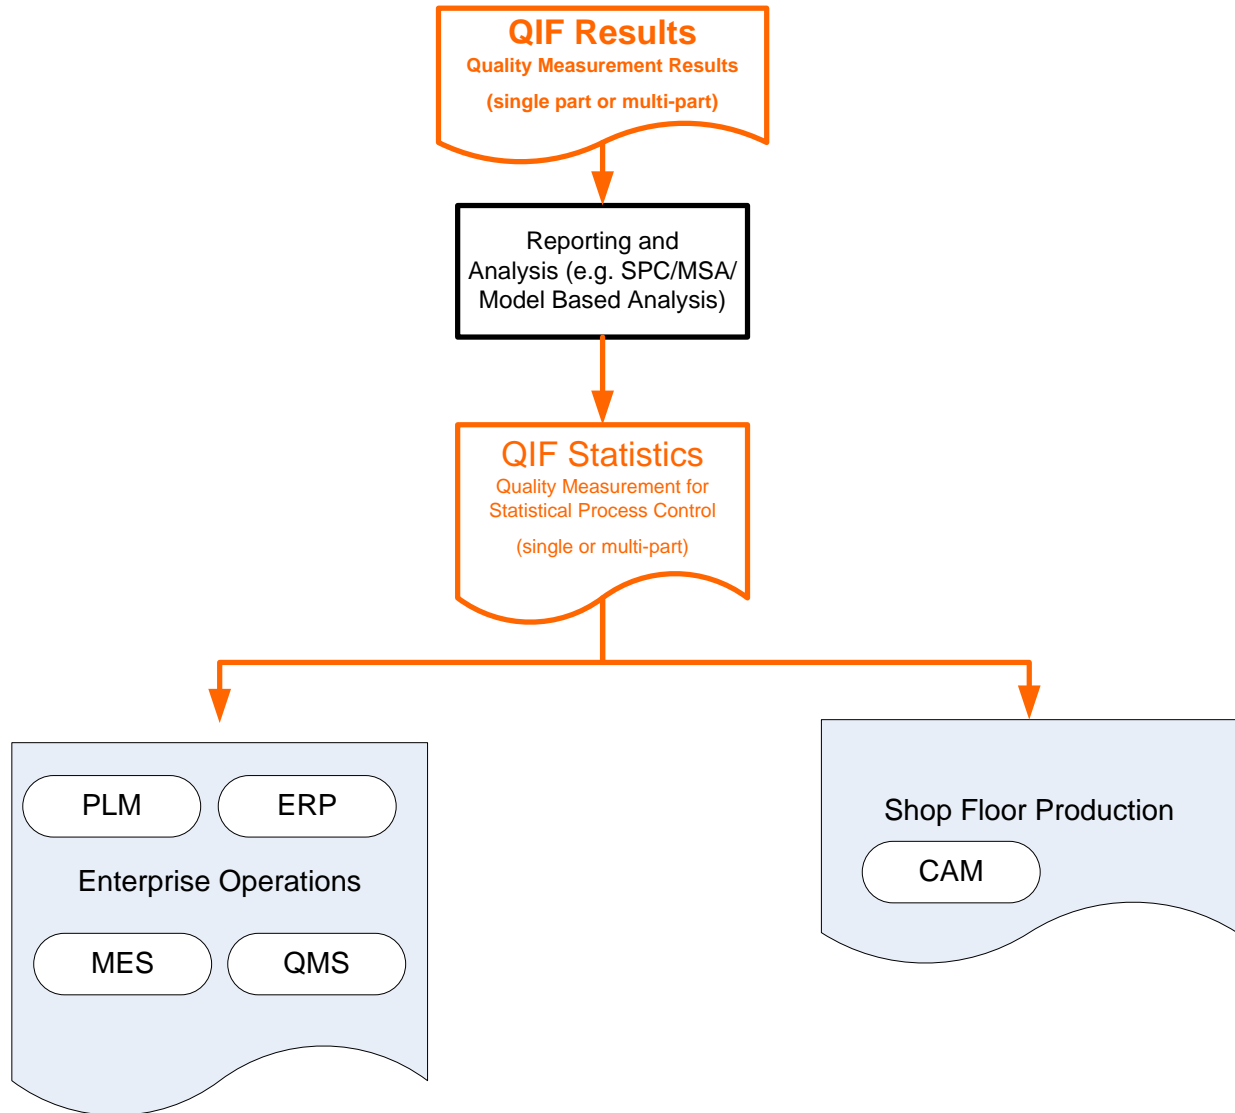 QIF Results
Quality Measurement Results
(single part or multi-part)
Reporting and
Analysis (e.g. SPC/MSA/
Model Based Analysis)
QIF Statistics
Quality Measurement for
Statistical Process Control
(single or multi-part)
PLM
ERP
Enterprise Operations
MES
QMS
Shop Floor Production
CAM